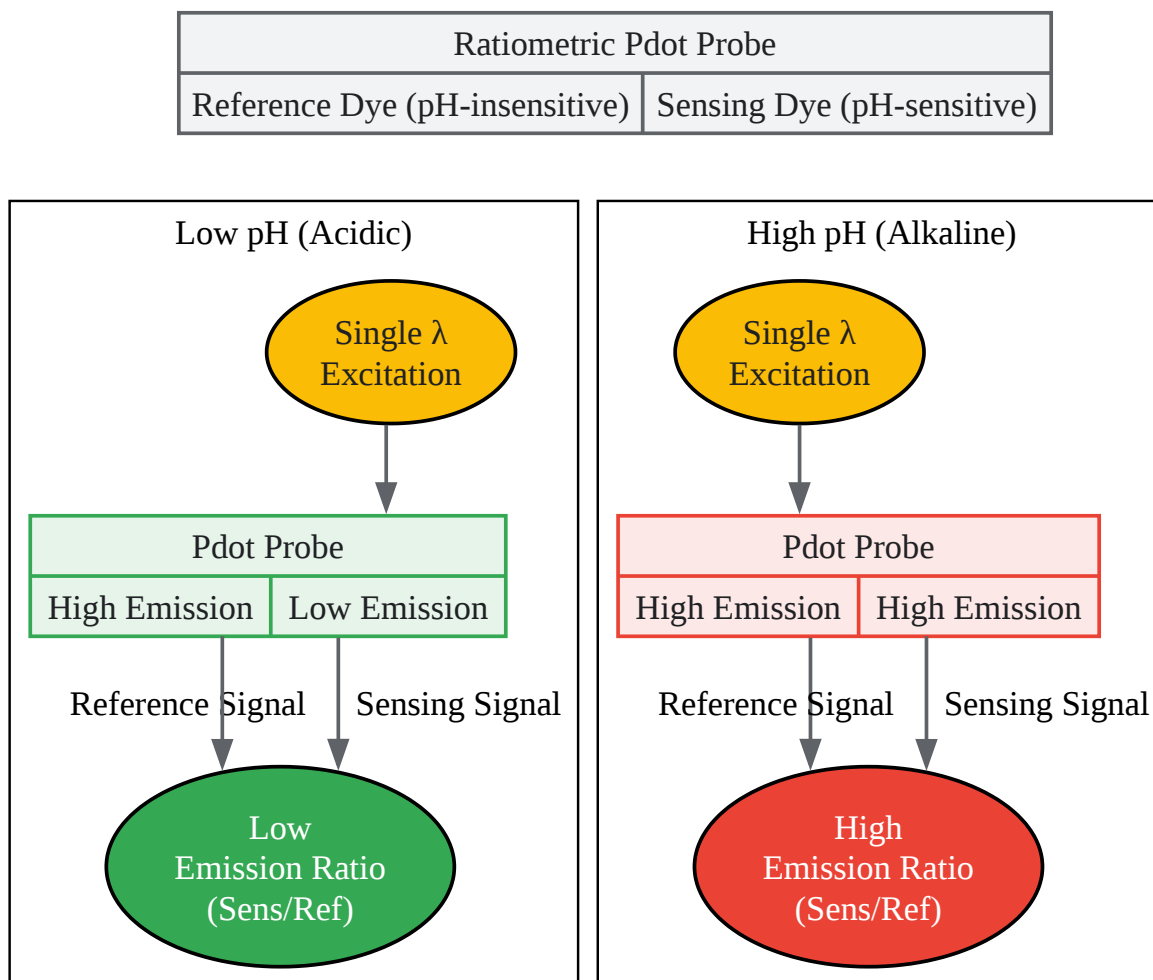 Ratiometric Pdot Probe
Reference Dye (pH-insensitive)
Sensing Dye (pH-sensitive)
Low pH (Acidic)
Single λ
Excitation
Pdot Probe
High Emission
Low Emission
Reference Signal
Sensing Signal
Low
Emission Ratio
(Sens/Ref)
High pH (Alkaline)
Single λ
Excitation
Pdot Probe
High Emission
High Emission
Reference Signal
Sensing Signal
High
Emission Ratio
(Sens/Ref)